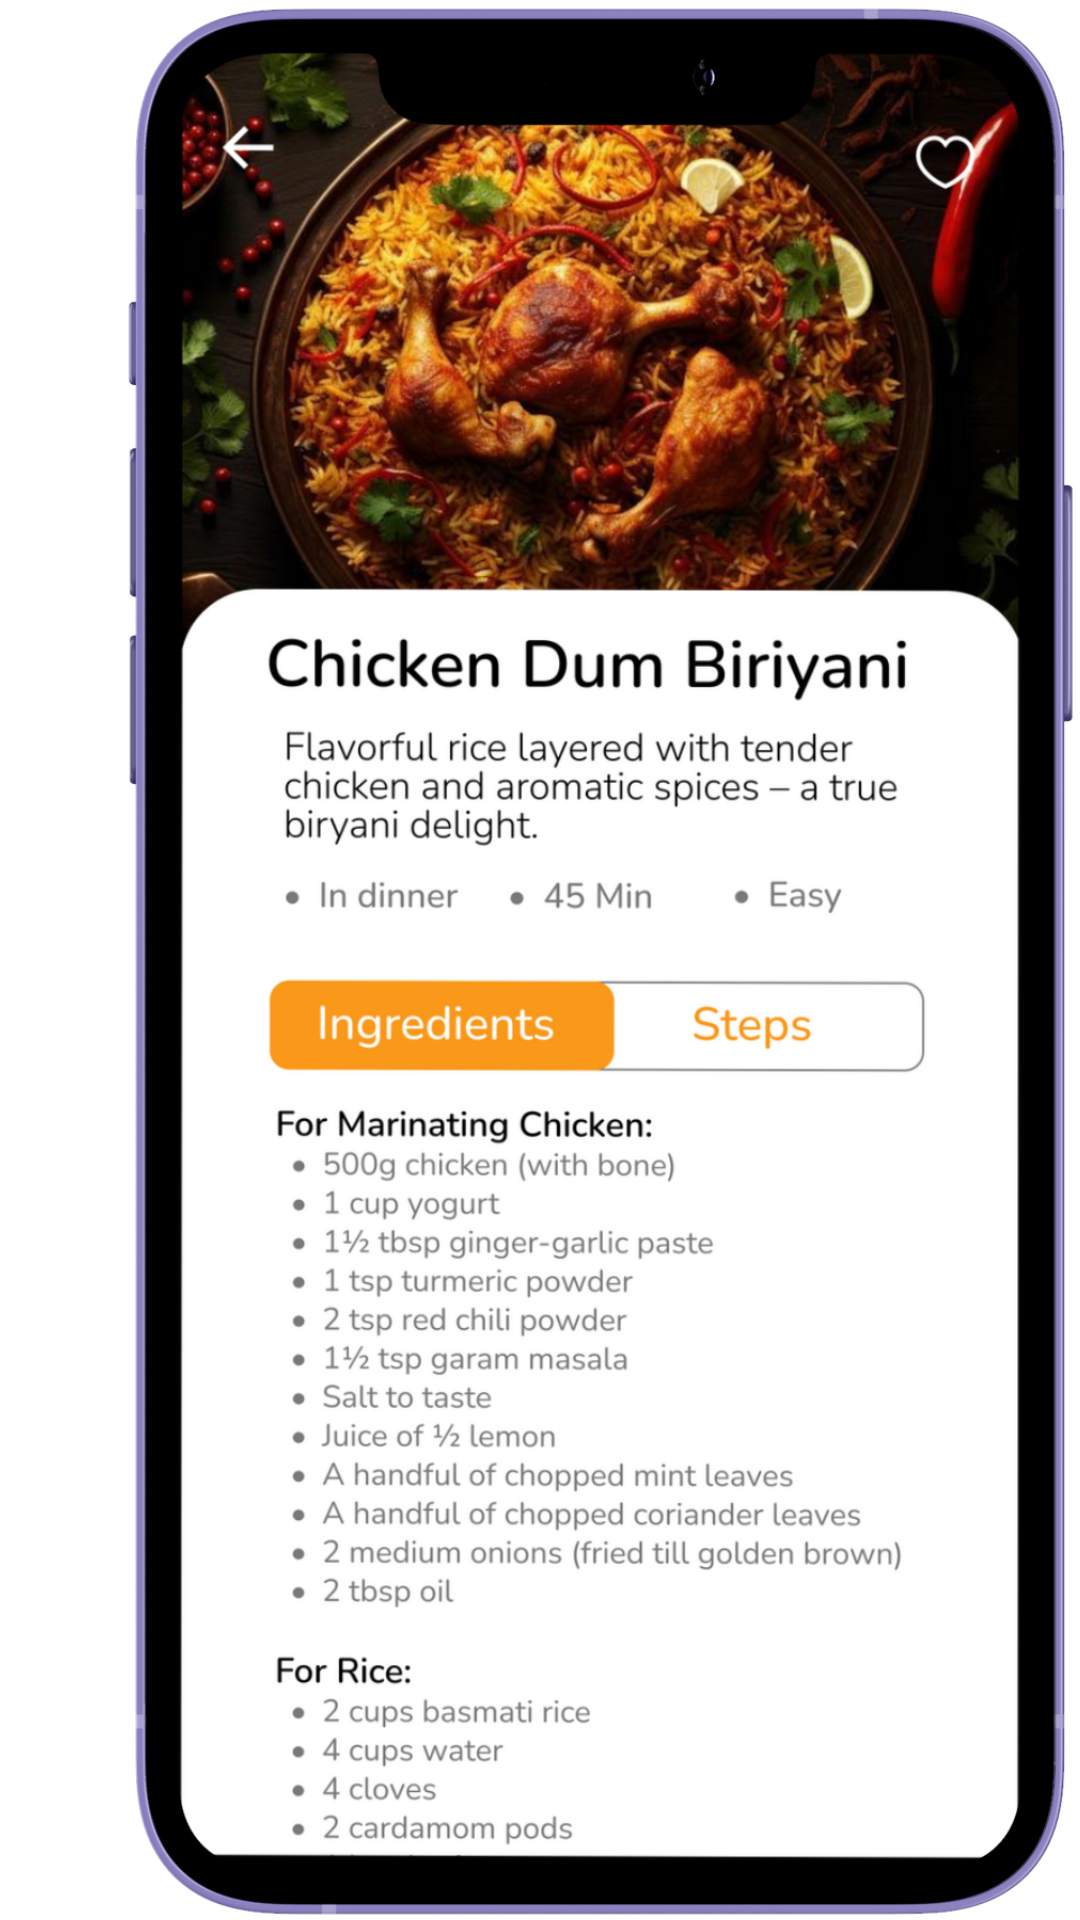 Chicken Dum Biriyani
Flavorful rice layered with tender
chicken and aromatic spices – a true
biryani delight.
• In dinner • 45 Min • Easy
Ingredients Steps
For Marinating Chicken:
• 500g chicken (with bone)
• 1 cup yogurt
• 1½ tbsp ginger-garlic paste
• 1 tsp turmeric powder
• 2 tsp red chili powder
• 1½ tsp garam masala
• Salt to taste
• Juice of ½ lemon
• A handful of chopped mint leaves
• A handful of chopped coriander leaves
• 2 medium onions (fried till golden brown)
• 2 tbsp oil
For Rice:
• 2 cups basmati rice
• 4 cups water
• 4 cloves
• 2 cardamom pods